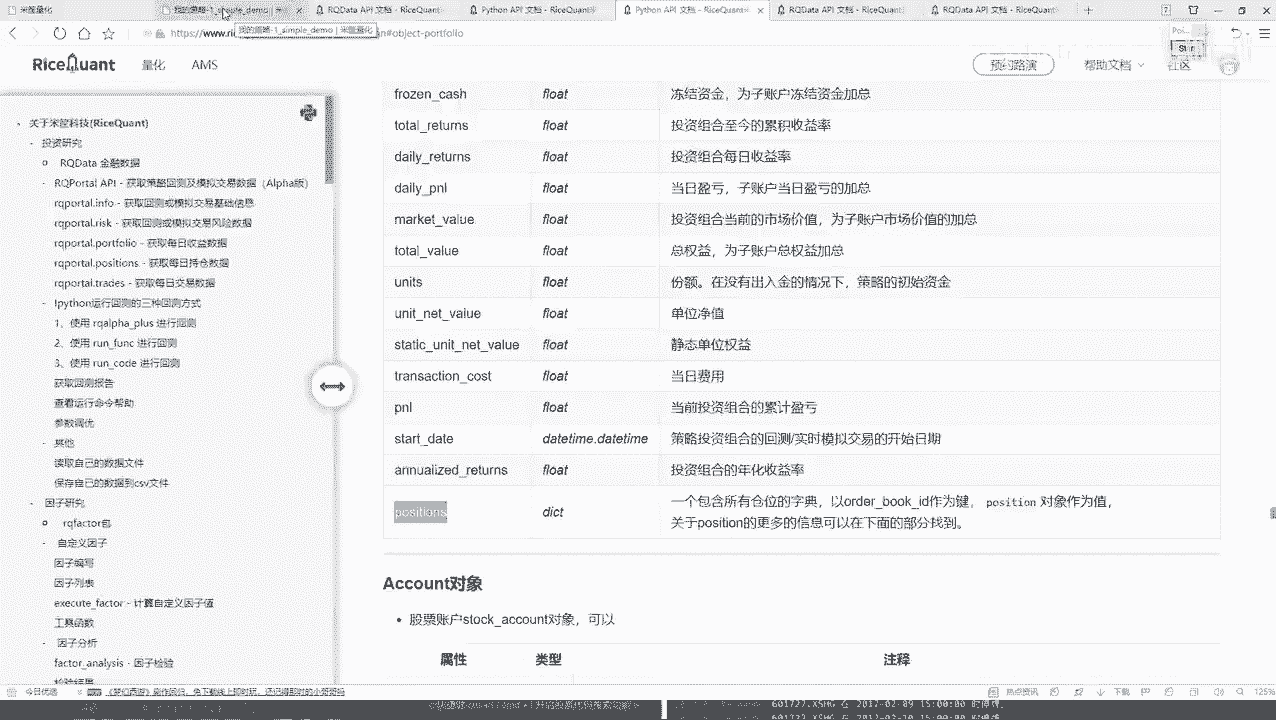 米筐量化
我的策略-1_simple_demo | 米
RQData API 文档 - RiceQuant
Python API 文档 - RiceQuant
Python API 文档 - RiceQuant
RQData API 文档 - RiceQuant
RQData API 文档 - RiceQuant
我的策略-1_simple_demo | 米筐量化
#object-portfolio
RiceQuant
量化
AMS
预约路演
帮助文档
社区
关于米筐科技(RiceQuant)
投资研究
RQData 金融数据
RQPortal API - 获取策略回测及模拟交易数据（Alpha版）
rqportal.info - 获取回测或模拟交易基础信息
rqportal.risk - 获取回测或模拟交易风险数据
rqportal.portfolio - 获取每日收益数据
rqportal.positions - 获取每日持仓数据
rqportal.trades - 获取每日交易数据
!python运行回测的三种回测方式
1、使用 rqalpha_plus 进行回测
2、使用 run_func 进行回测
3、使用 run_code 进行回测
获取回测报告
查看运行命令帮助
参数调优
其他
读取自己的数据文件
保存自己的数据到csv文件
因子研究
rqfactor包
自定义因子
因子编写
因子列表
execute_factor - 计算自定义因子值
工具函数
因子分析
factor_analysis - 因子检验
frozen_cash float 冻结资金，为子账户冻结资金加总
total_returns float 投资组合至今的累积收益率
daily_returns float 投资组合每日收益率
daily_pnl float 当日盈亏，子账户当日盈亏的加总
market_value float 投资组合当前的市场价值，为子账户市场价值的加总
total_value float 总权益，为子账户总权益加总
units float 份额。在没有出入金的情况下，策略的初始资金
unit_net_value float 单位净值
static_unit_net_value float 静态单位权益
transaction_cost float 当日费用
pnl float 当前投资组合的累计盈亏
start_date datetime.datetime 策略投资组合的回测/实时模拟交易的开始日期
annualized_returns float 投资组合的年化收益率
positions dict 一个包含所有仓位的字典，以order_book_id作为键， position 对象作为值，
关于position的更多的信息可以在下面的部分找到。
Account对象
股票账户stock_account对象，可以
属性 类型 注释
今日优选
热点资讯
下载
125%